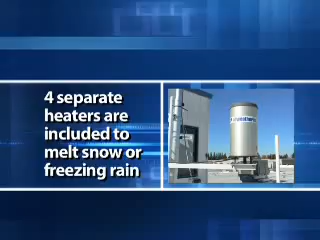 4 separate
heaters are
included to
melt snow or
freezing rain